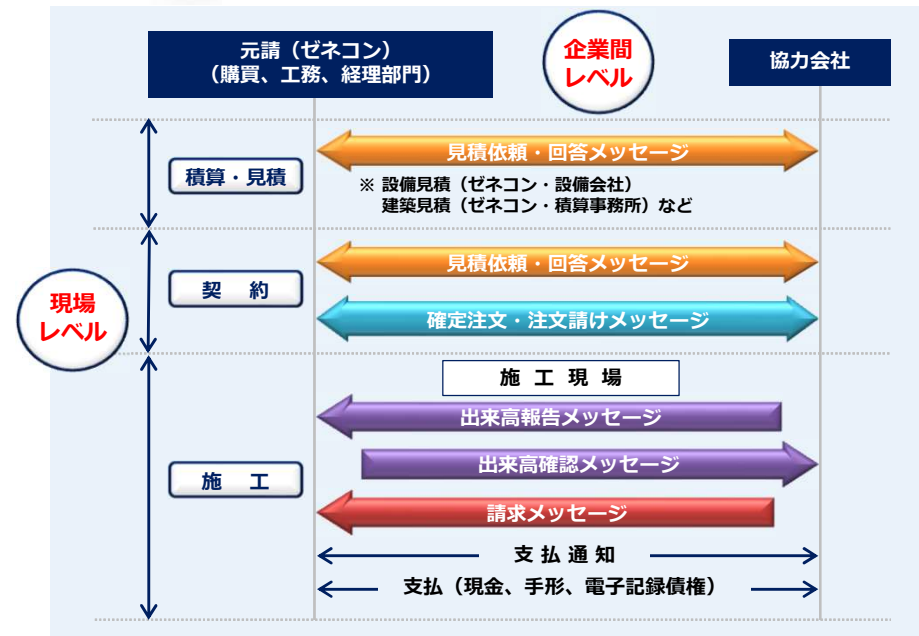 元請（ゼネコン）
（購買、工務、経理部門）
企業間
レベル
協力会社
見積依頼・回答メッセージ
積算・見積
※ 設備見積（ゼネコン・設備会社）
建築見積（ゼネコン・積算事務所）など
見積依頼・回答メッセージ
契 約
現場
レベル
確定注文・注文請けメッセージ
施 工 現 場
出来高報告メッセージ
出来高確認メッセージ
施 工
請求メッセージ
支 払 通 知
支払（現金、手形、電子記録債権）